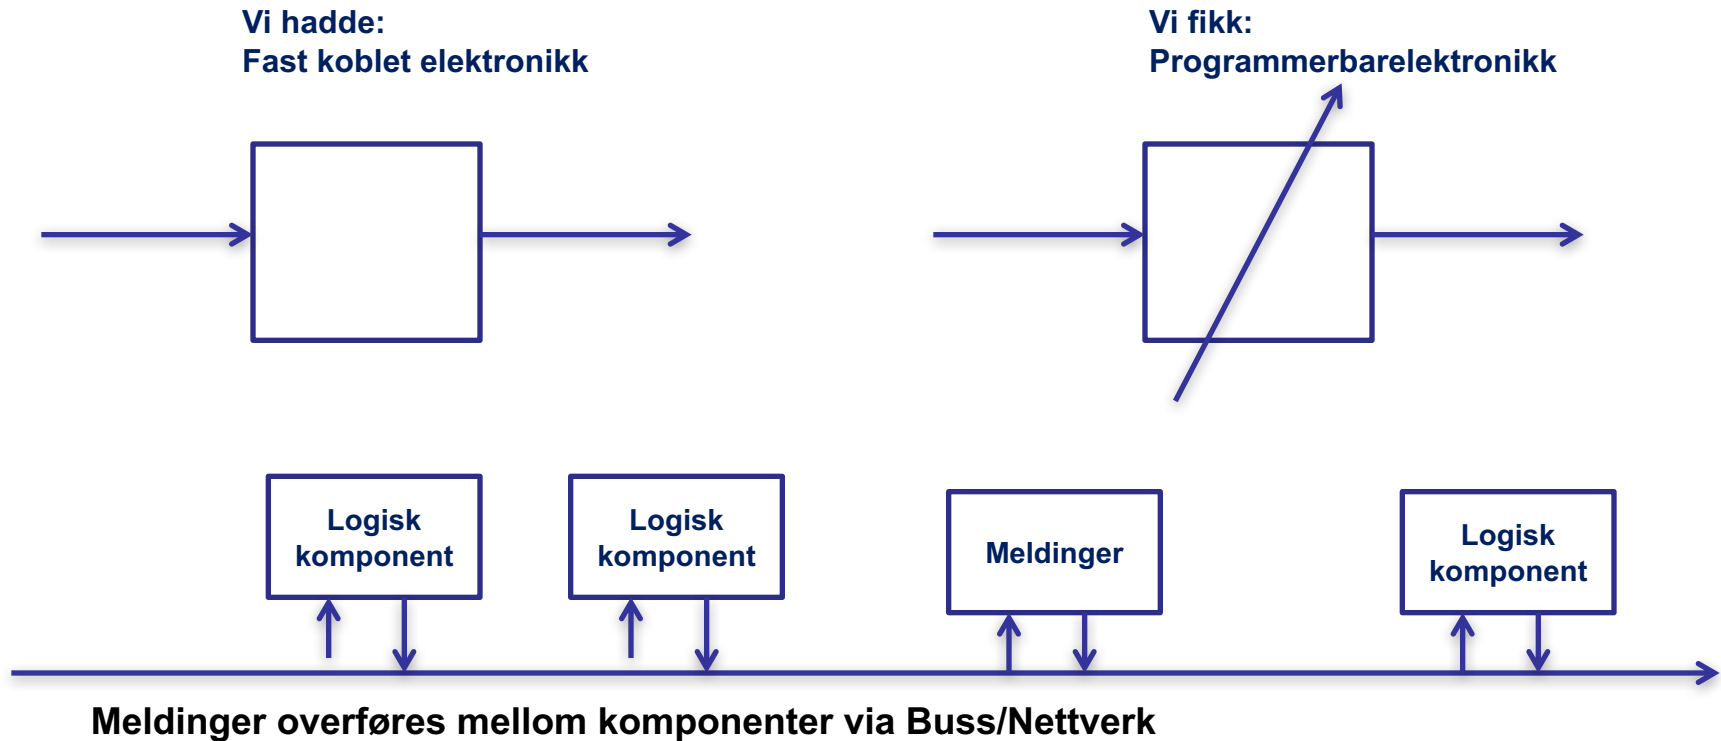 Vi hadde:
Fast koblet elektronikk
Vi fikk:
Programmerbarelektronikk
Logisk
komponent
Logisk
komponent
Meldinger
Logisk
komponent
Meldinger overføres mellom komponenter via Buss/Nettverk